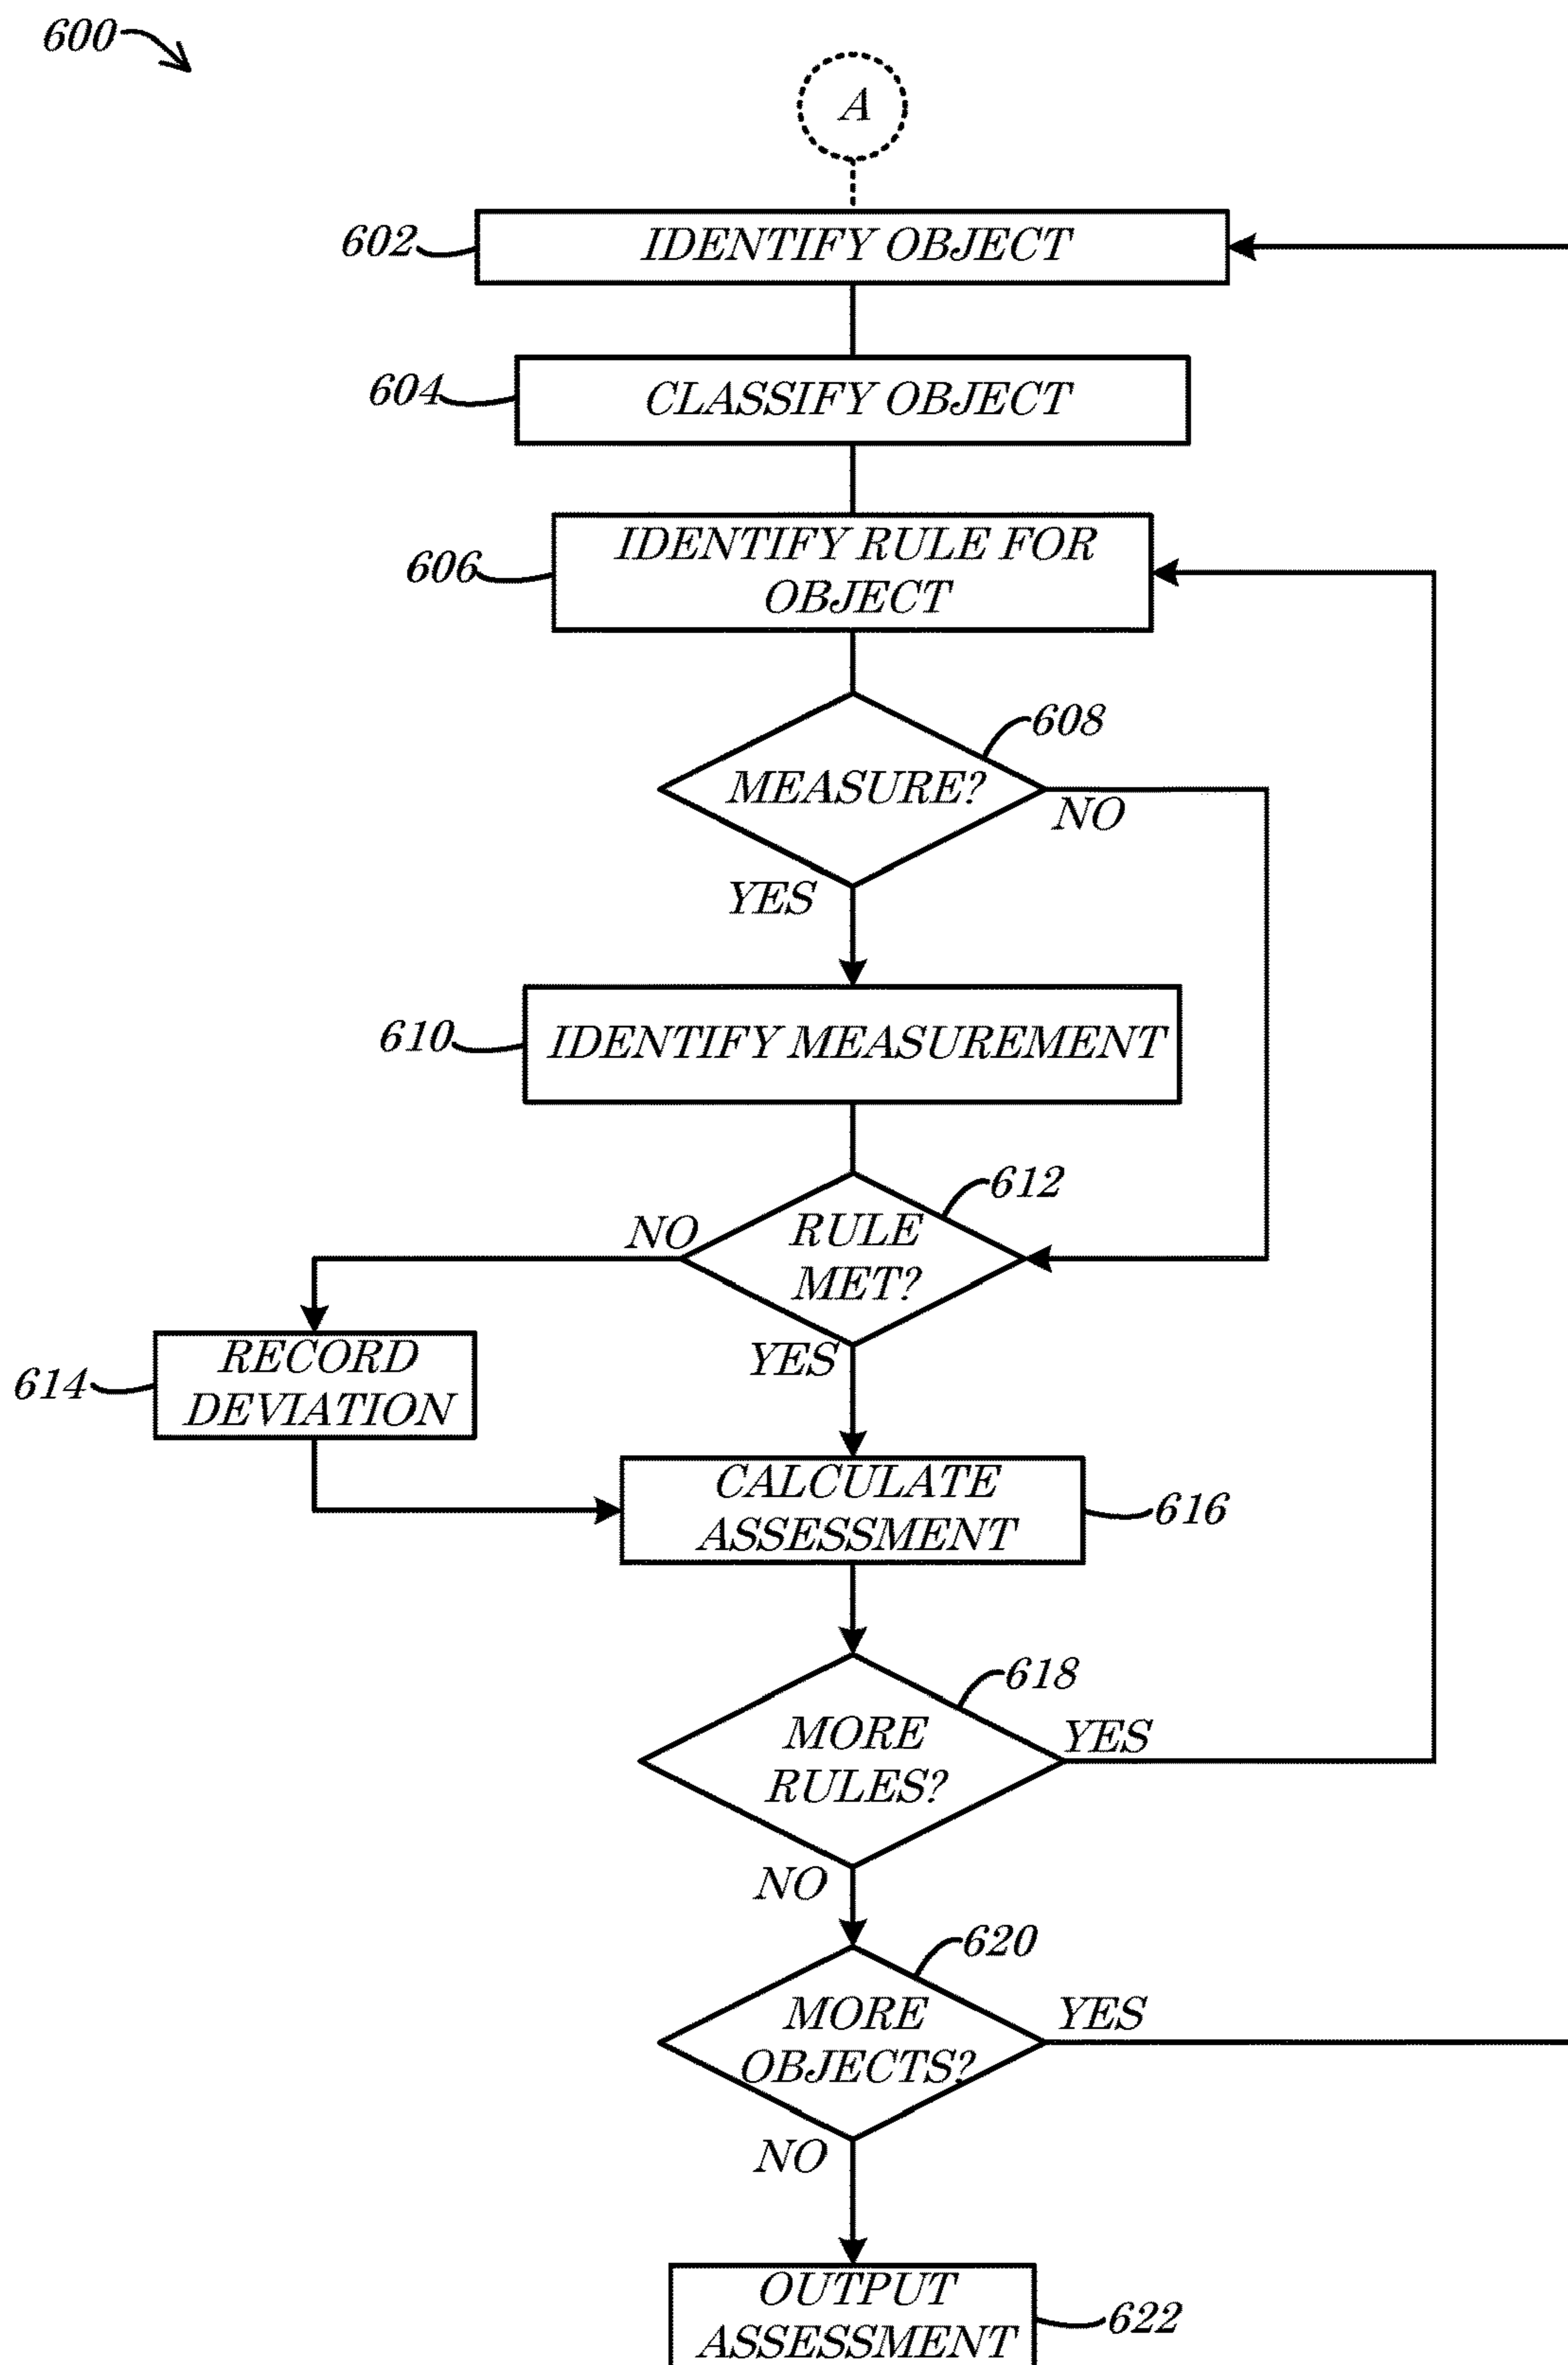 600
A
602
IDENTIFY OBJECT
604
CLASSIFY OBJECT
606
IDENTIFY RULE FOR
OBJECT
608
MEASURE?
NO
YES
610
IDENTIFY MEASUREMENT
612
NO
RULE
MET?
YES
614
RECORD
DEVIATION
CALCULATE
ASSESSMENT
616
618
MORE
RULES?
YES
NO
620
MORE
OBJECTS?
YES
NO
OUTPUT
ASSESSMENT
622